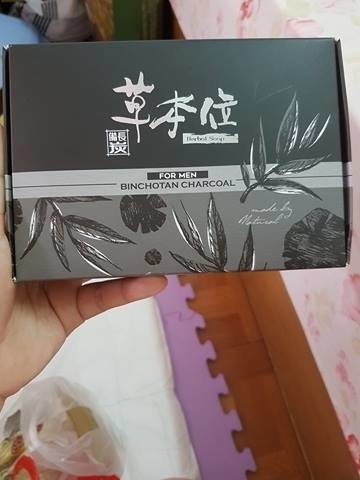 草本位
備長炭
Herbal Soap
FOR MEN
BINCHOTAN CHARCOAL
made by
Natural